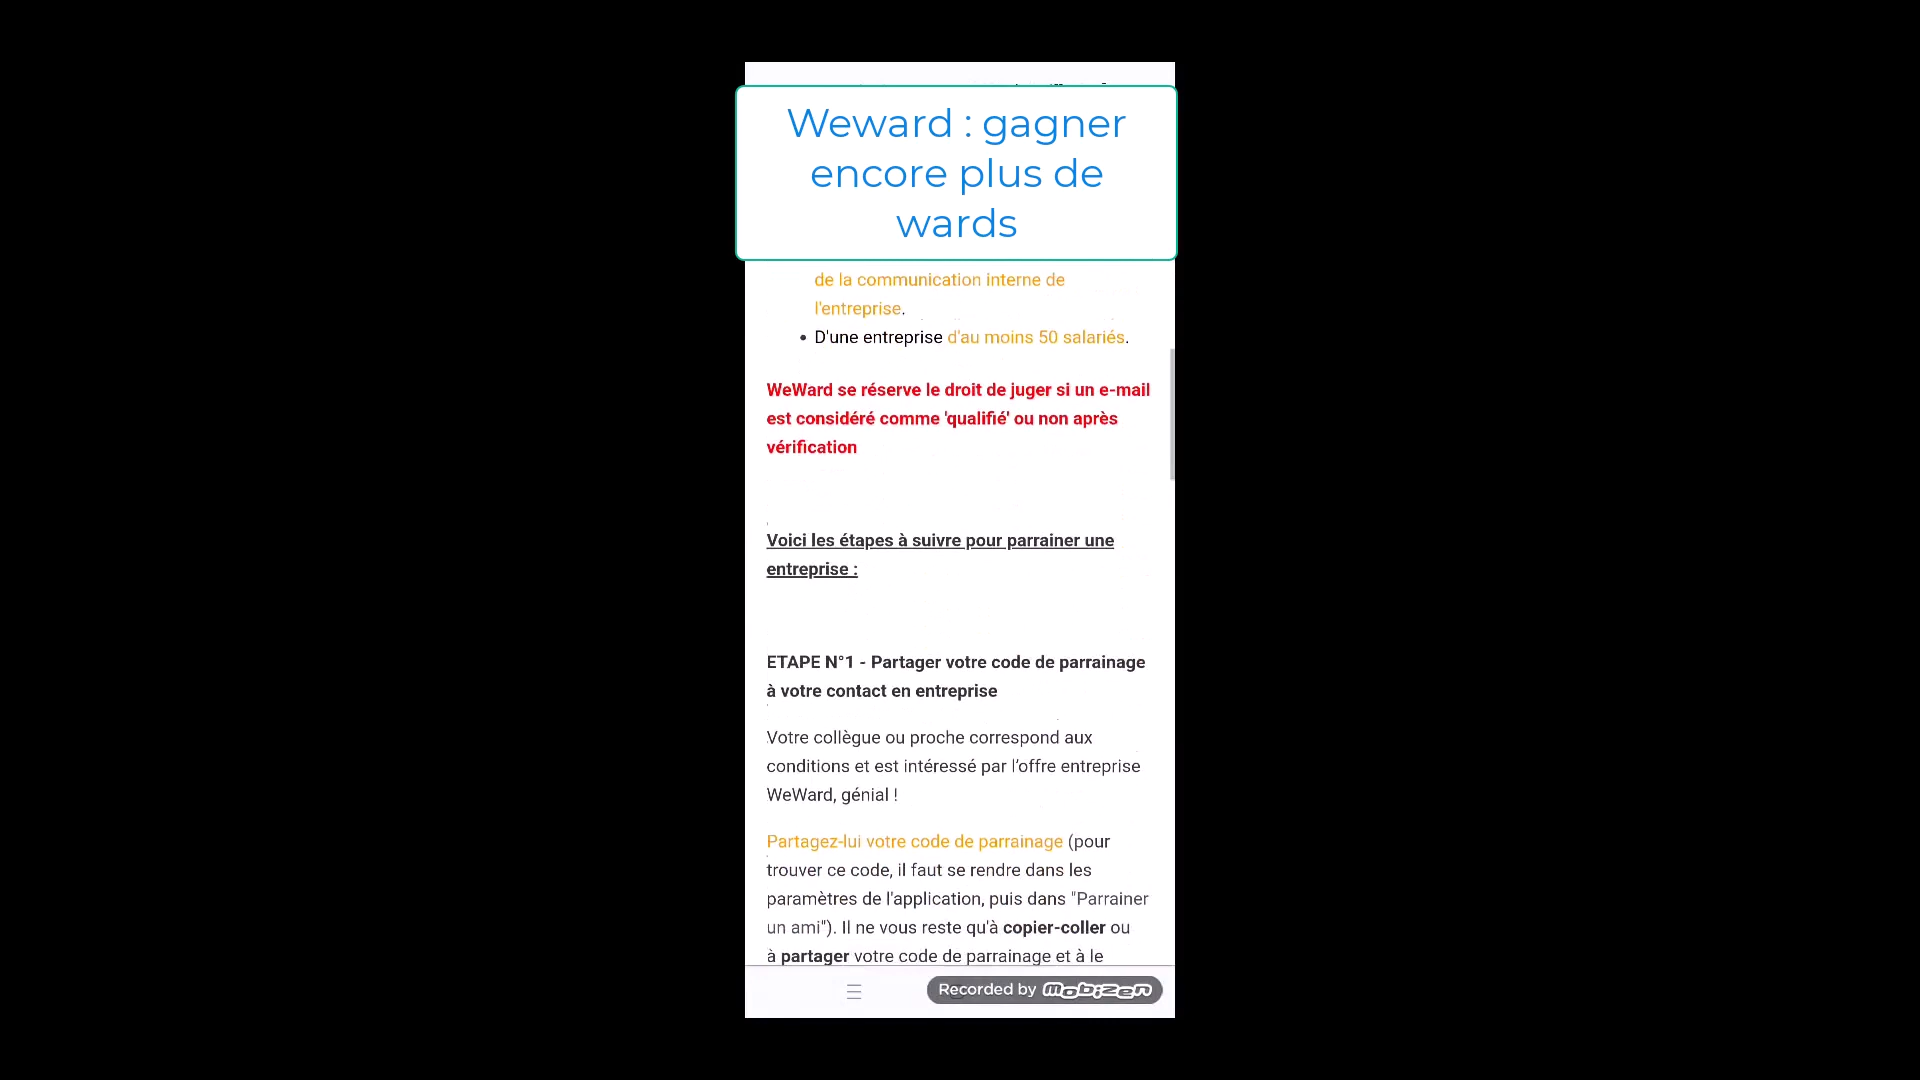 Weward : gagner
encore plus de
wards
de la communication interne de
l'entreprise.
• D'une entreprise d'au moins 50 salariés.
WeWard se réserve le droit de juger si un e-mail
est considéré comme 'qualifié' ou non après
vérification
Voici les étapes à suivre pour parrainer une
entreprise :
ETAPE N°1 - Partager votre code de parrainage
à votre contact en entreprise
Votre collègue ou proche correspond aux
conditions et est intéressé par l’offre entreprise
WeWard, génial !
Partagez-lui votre code de parrainage (pour
trouver ce code, il faut se rendre dans les
paramètres de l'application, puis dans "Parrainer
un ami"). Il ne vous reste qu'à copier-coller ou
à partager votre code de parrainage et à le
Recorded by Mobizen